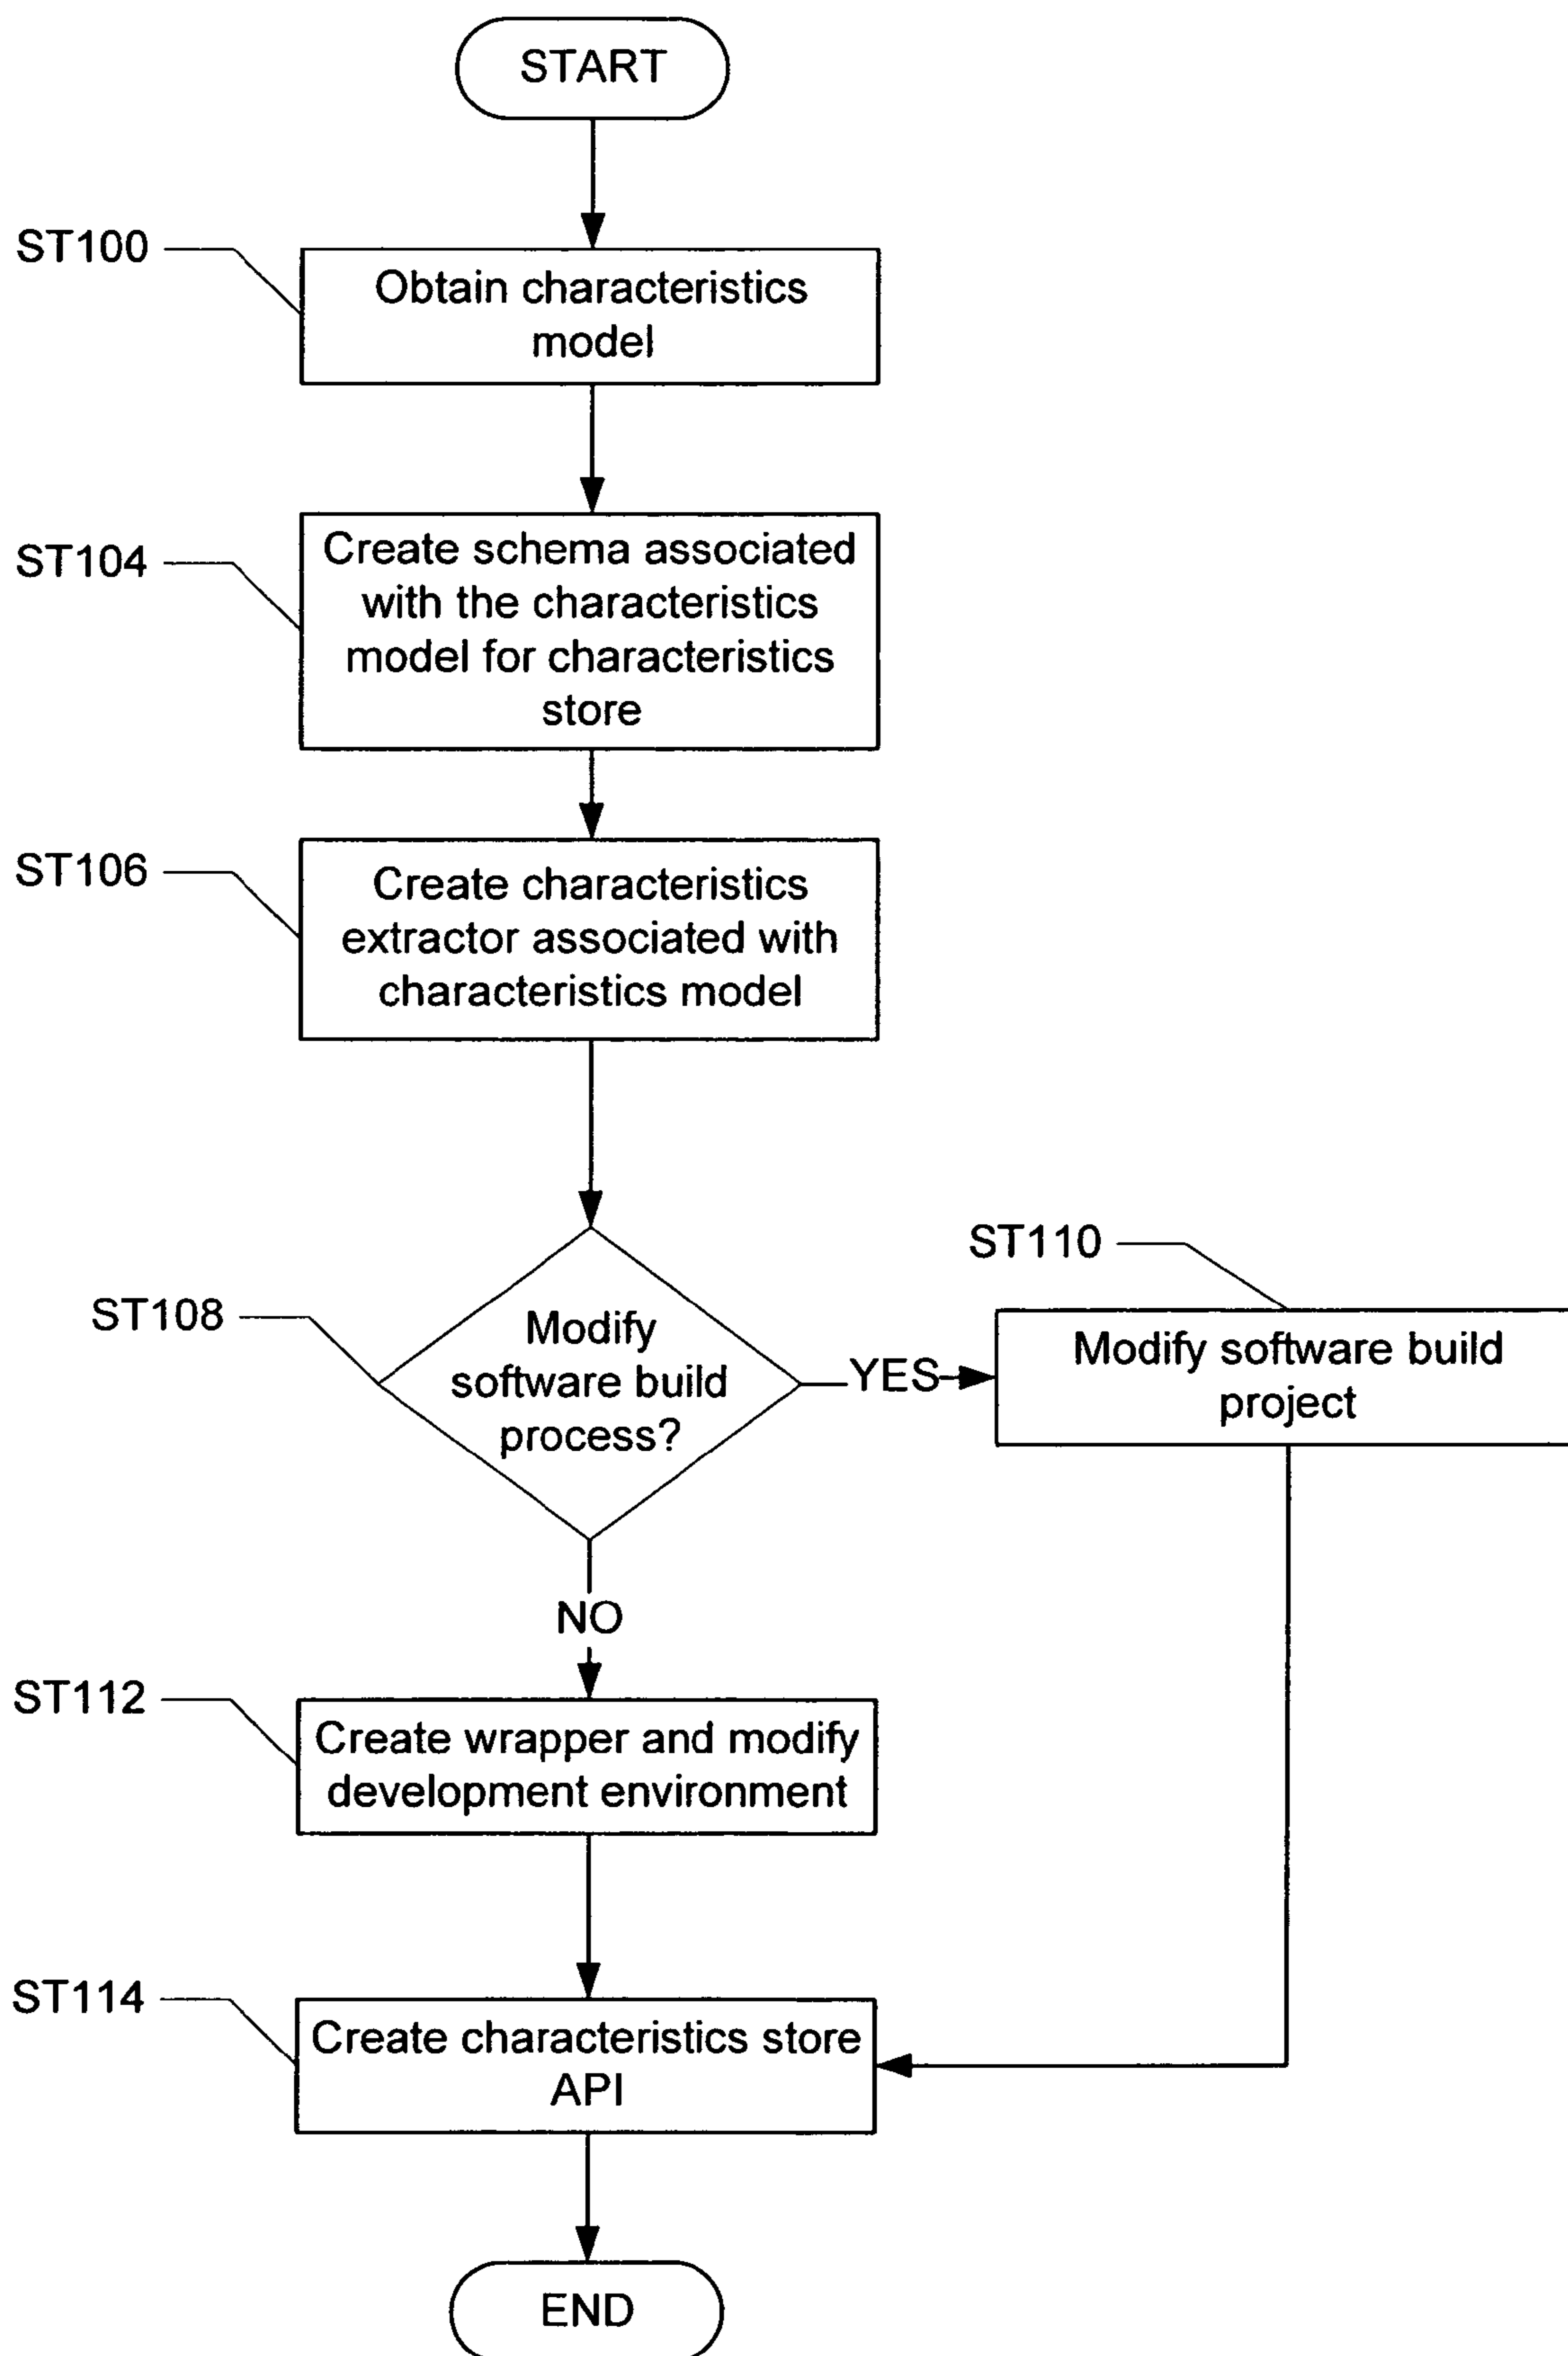 START
ST100
Obtain characteristics
model
ST104
Create schema associated
with the characteristics
model for characteristics
store
ST106
Create characteristics
extractor associated with
characteristics model
ST108
Modify
software build
process?
YES
ST110
Modify software build
project
NO
ST112
Create wrapper and modify
development environment
ST114
Create characteristics store
API
END